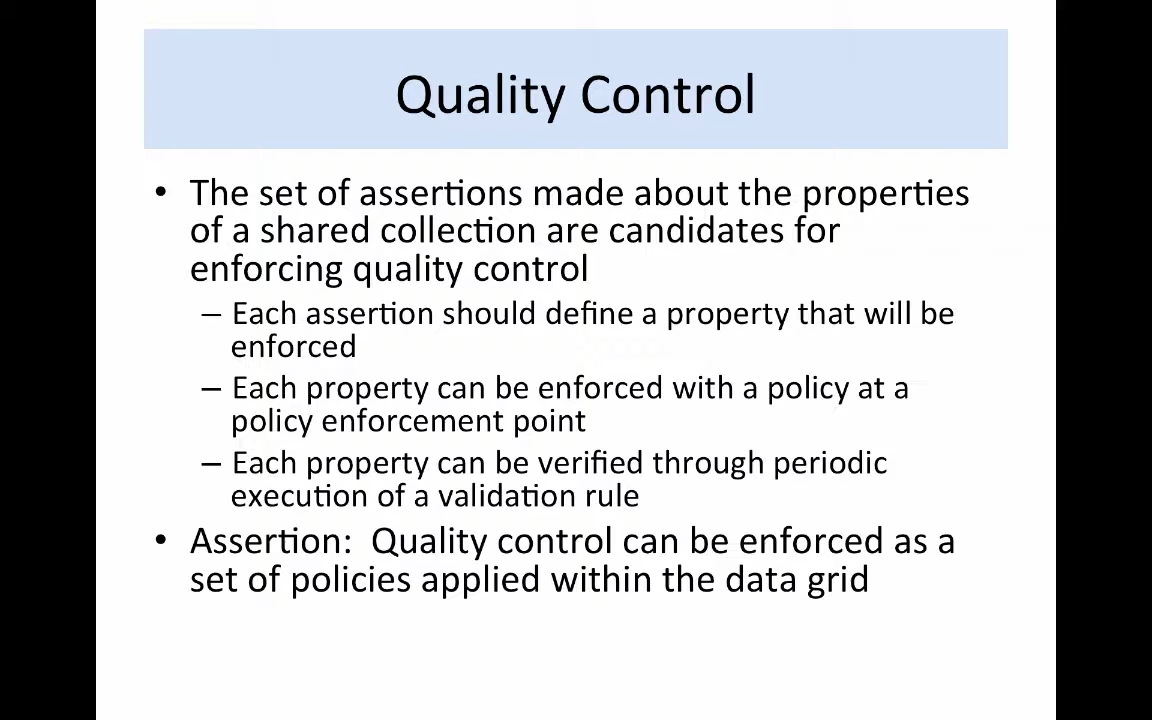 Quality Control
• The set of assertions made about the properties
of a shared collection are candidates for
enforcing quality control
– Each assertion should define a property that will be
enforced
– Each property can be enforced with a policy at a
policy enforcement point
– Each property can be verified through periodic
execution of a validation rule
• Assertion:  Quality control can be enforced as a
set of policies applied within the data grid